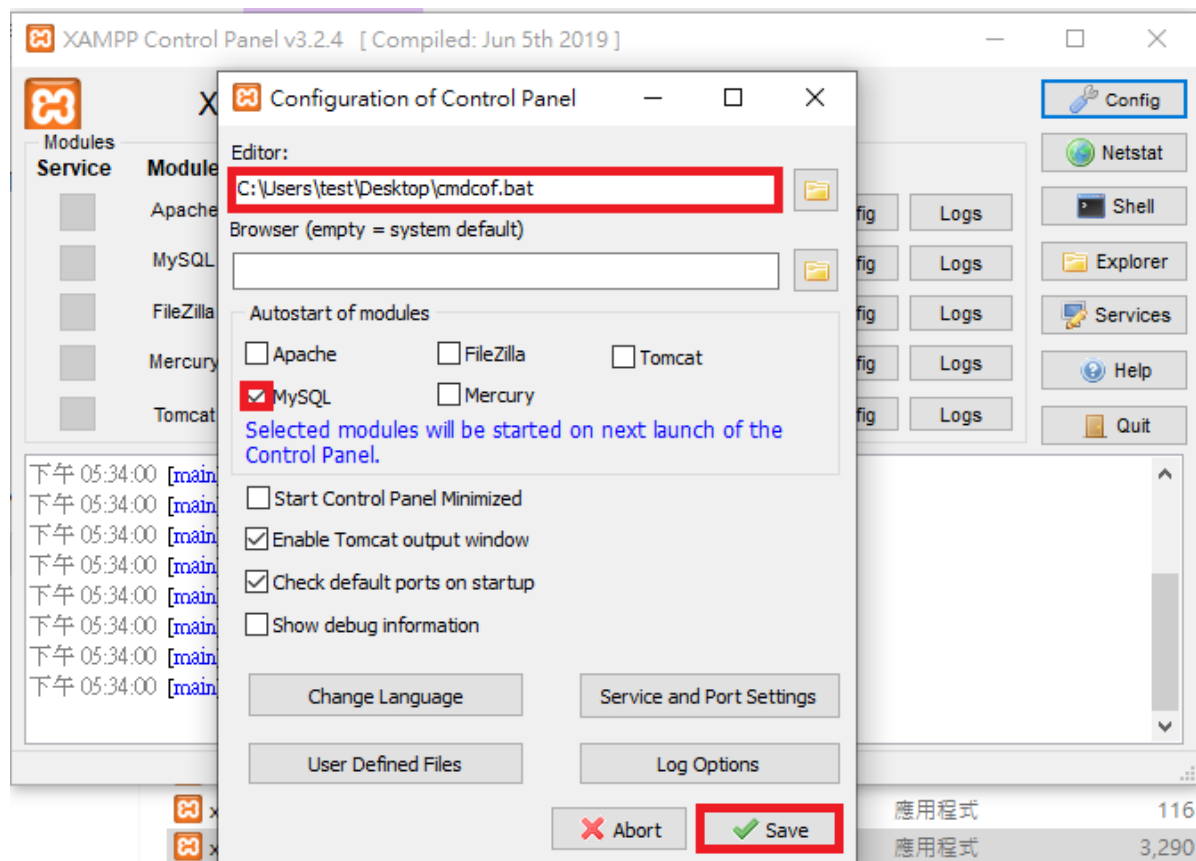 XAMPP Control Panel v3.2.4 [ Compiled: Jun 5th 2019 ]
X
Configuration of Control Panel
Config
Modules
Service Module
Editor:
Netstat
C:\Users\test\Desktop\cmdcof.bat
Apache
fig Logs
Shell
Browser (empty = system default)
MySQL
fig Logs
Explorer
FileZilla
Autostart of modules
fig Logs
Services
Apache FileZilla Tomcat
Mercury
fig Logs
Help
MySQL Mercury
Tomcat
fig Logs
Quit
Selected modules will be started on next launch of the
Control Panel.
下午 05:34:00 [main]
下午 05:34:00 [main]
下午 05:34:00 [main]
下午 05:34:00 [main]
下午 05:34:00 [main]
下午 05:34:00 [main]
下午 05:34:00 [main]
下午 05:34:00 [main]
Start Control Panel Minimized
Enable Tomcat output window
Check default ports on startup
Show debug information
Change Language Service and Port Settings
User Defined Files Log Options
Abort Save
x 應用程式 116
x 應用程式 3,290